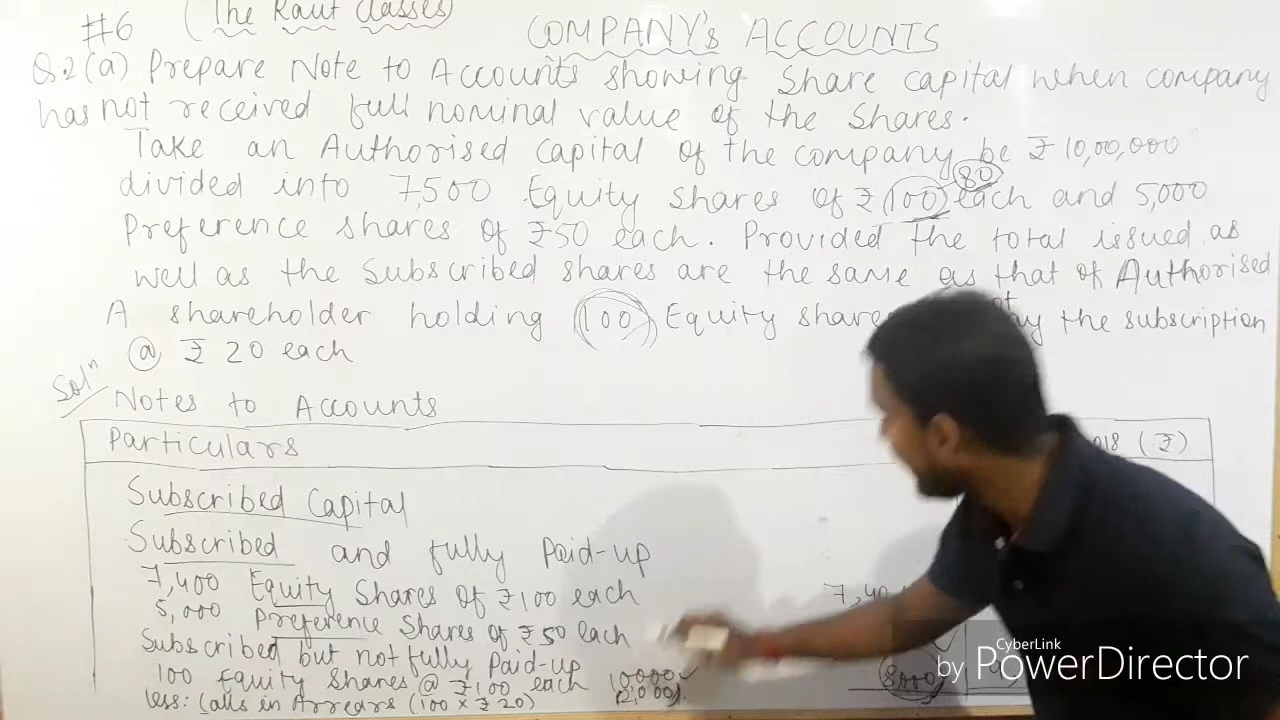 #6 (The Raut Classes) COMPANY's ACCOUNTS
Q.2(a) Prepare Note to Accounts showing Share capital when company
has not received full nominal value of the Shares.
Take an Authorised capital of the company be ₹ 10,00,000
80
divided into 7,500 Equity Shares of ₹ 100 each and 5,000
Preference shares of ₹50 each. Provided the total issued as
well as the Subscribed shares are the same as that of Authorised
A shareholder holding 100 Equity the subscription
@ ₹ 20 each
Solⁿ
Notes to Accounts
Particulars (₹)
Subscribed Capital
Subscribed and fully Paid-up
7,400 Equity Shares of ₹100 each
5,000 Preference Shares of ₹50 each
Subscribed but not fully Paid-up
100 Equity Shares @ ₹100 each 10000 ✓ 8000
Less: Calls in Arrears (100 x ₹20) (2,000)
CyberLink
by PowerDirector